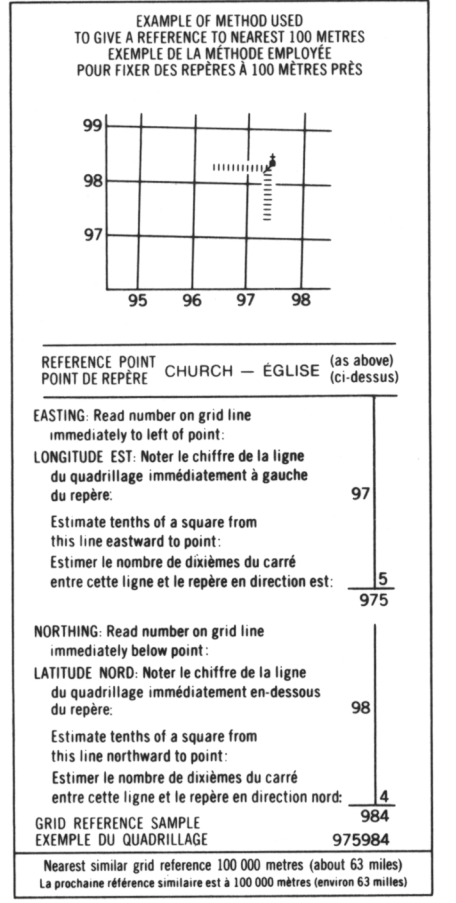 EXAMPLE OF METHOD USED
TO GIVE A REFERENCE TO NEAREST 100 METRES
EXEMPLE DE LA MÉTHODE EMPLOYÉE
POUR FIXER DES REPÈRES À 100 MÈTRES PRÈS
99
98
97
95 96 97 98
REFERENCE POINT
POINT DE REPÈRE
CHURCH — ÉGLISE
(as above)
(ci-dessus)
EASTING: Read number on grid line
immediately to left of point:
LONGITUDE EST: Noter le chiffre de la ligne
du quadrillage immédiatement à gauche
du repère: 97
Estimate tenths of a square from
this line eastward to point:
Estimer le nombre de dixièmes du carré
entre cette ligne et le repère en direction est: 5
975
NORTHING: Read number on grid line
immediately below point:
LATITUDE NORD: Noter le chiffre de la ligne
du quadrillage immédiatement en-dessous
du repère: 98
Estimate tenths of a square from
this line northward to point:
Estimer le nombre de dixièmes du carré
entre cette ligne et le repère en direction nord: 4
984
GRID REFERENCE SAMPLE
EXEMPLE DU QUADRILLAGE 975984
Nearest similar grid reference 100 000 metres (about 63 miles)
La prochaine référence similaire est à 100 000 mètres (environ 63 milles)